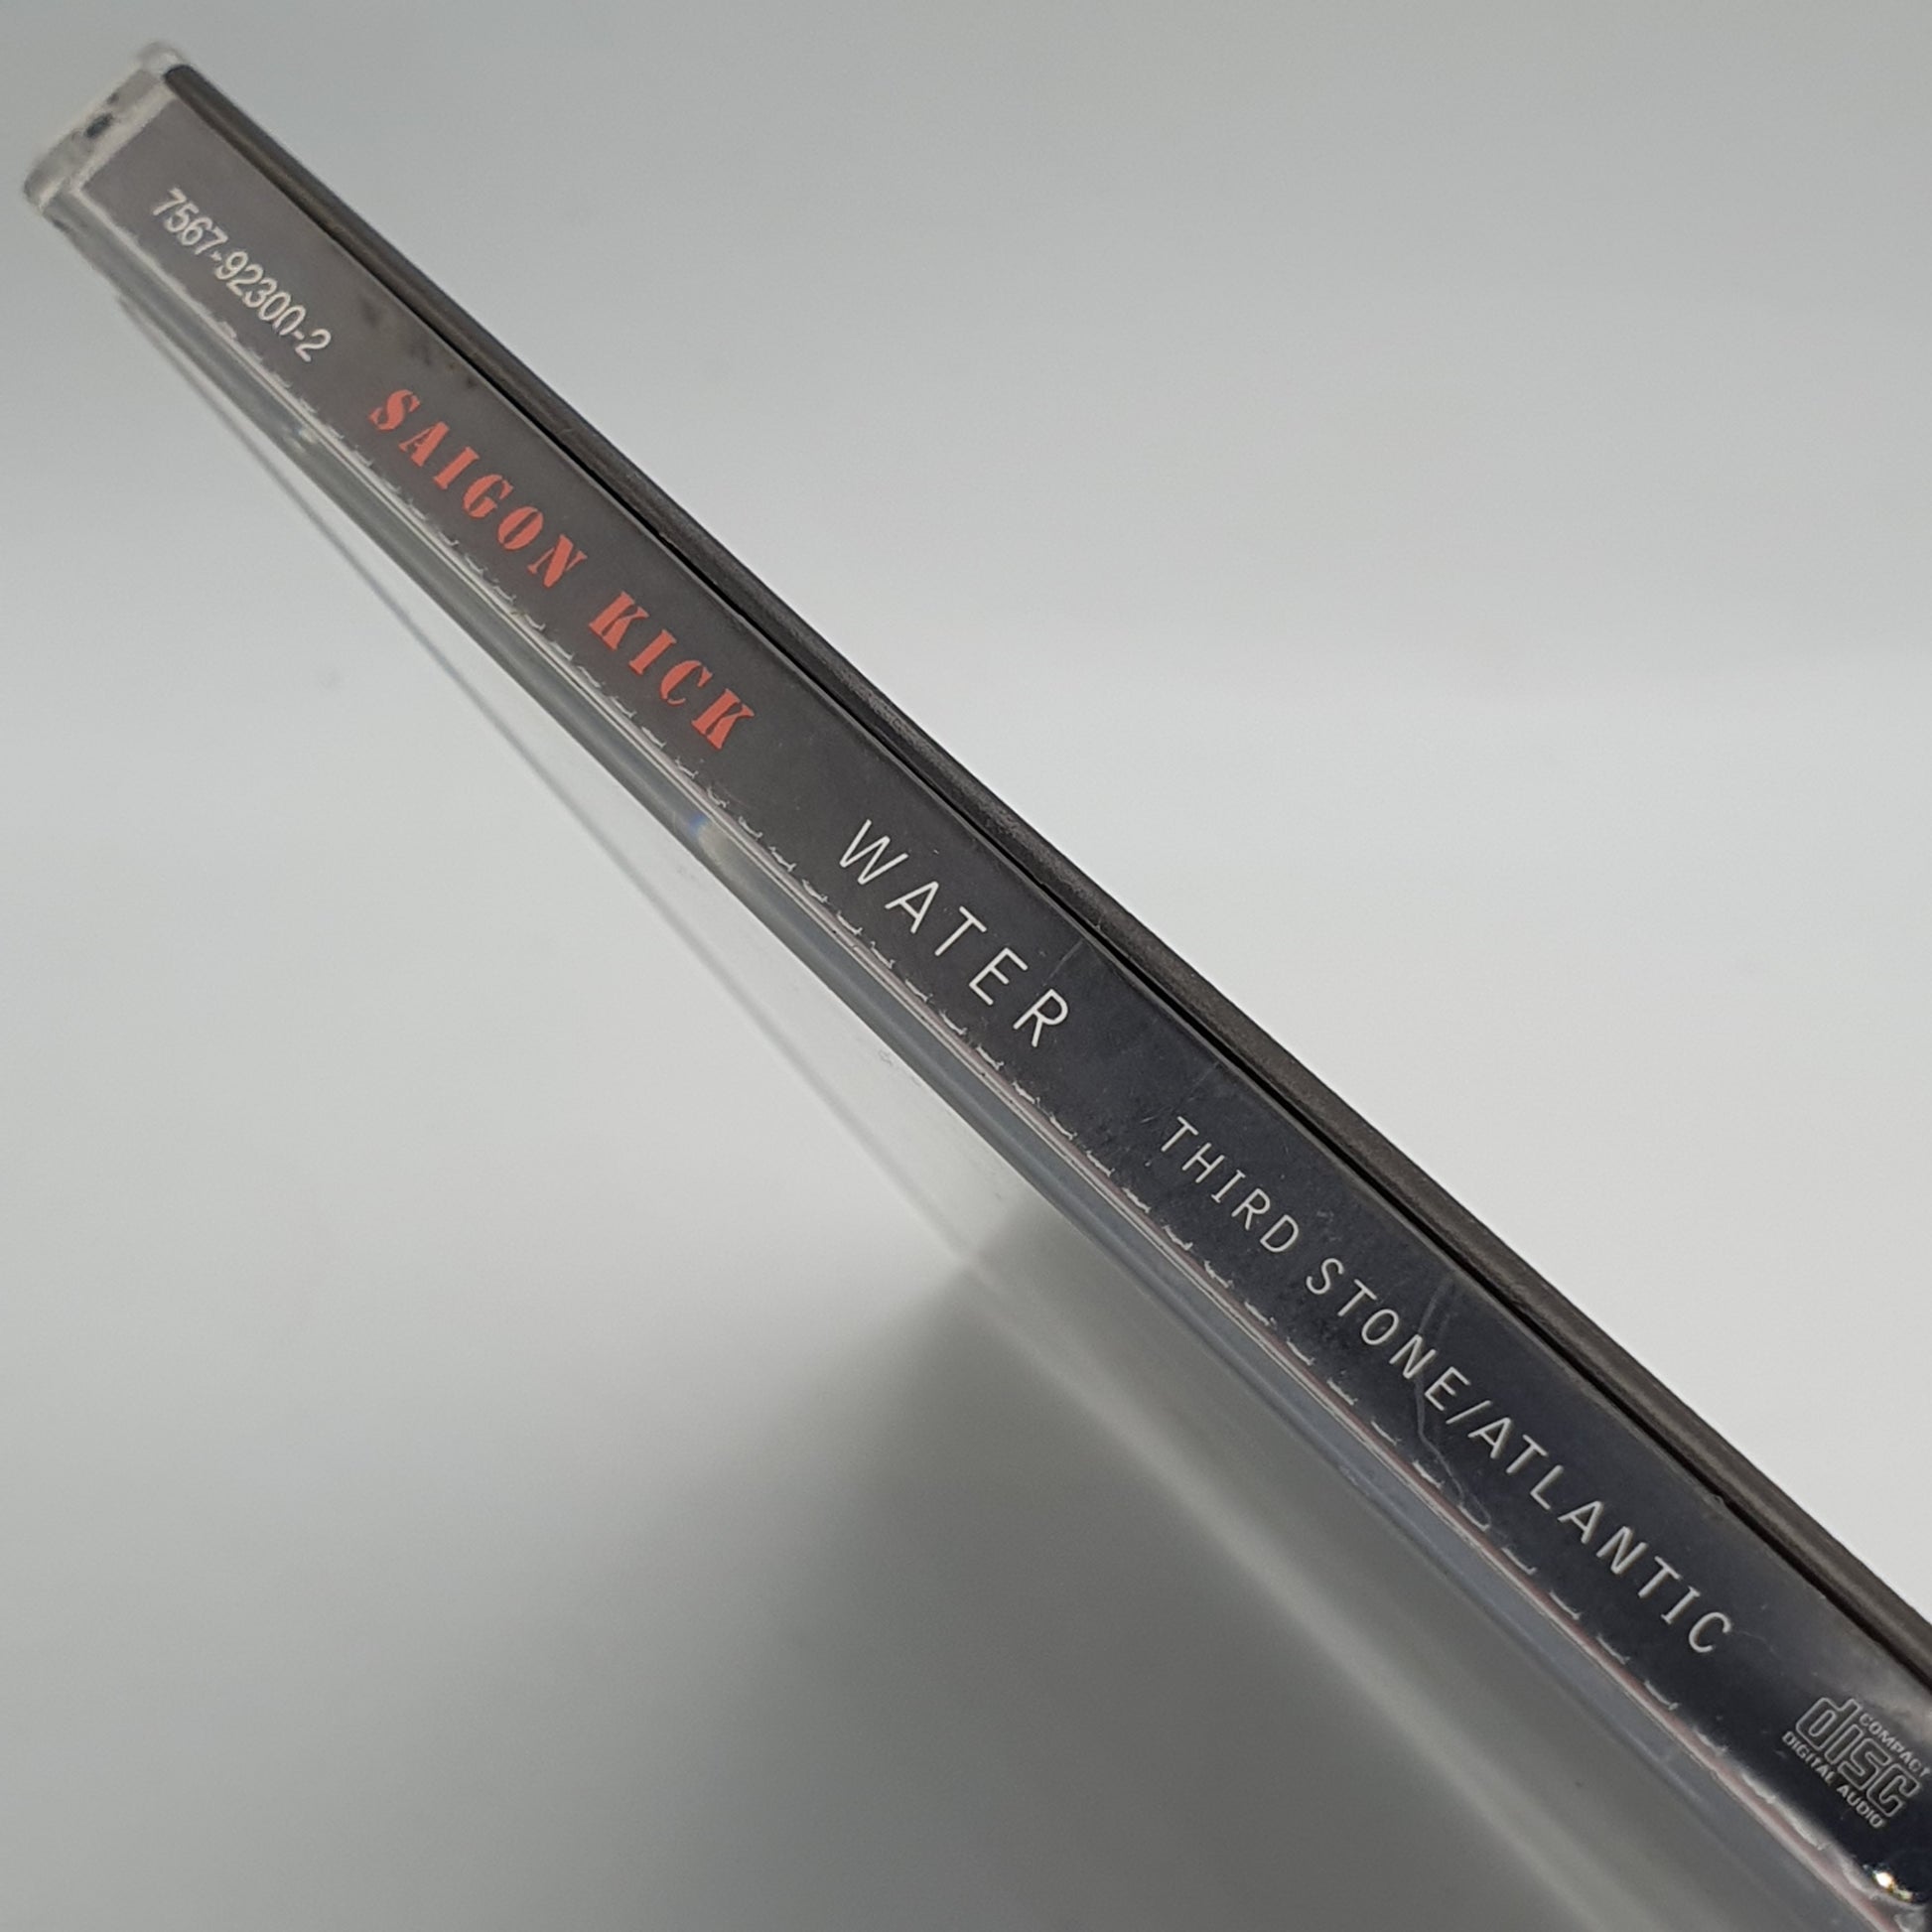 7567-92300-2
SAIGON KICK
WATER
THIRD STONE/ATLANTIC
COMPACT
disc
DIGITAL AUDIO